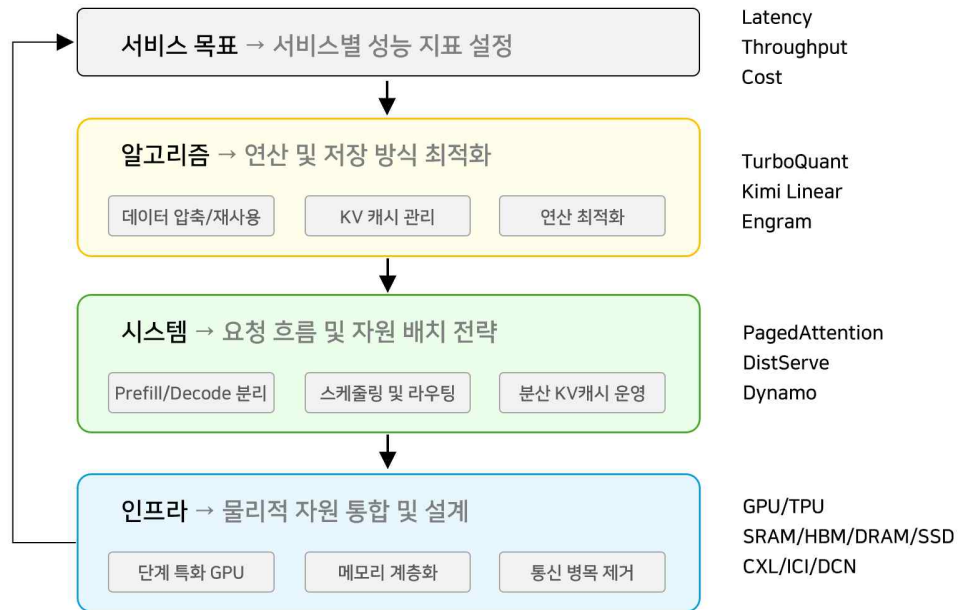 서비스 목표 → 서비스별 성능 지표 설정
Latency
Throughput
Cost
알고리즘 → 연산 및 저장 방식 최적화
데이터 압축/재사용
KV 캐시 관리
연산 최적화
TurboQuant
Kimi Linear
Engram
시스템 → 요청 흐름 및 자원 배치 전략
Prefill/Decode 분리
스케줄링 및 라우팅
분산 KV캐시 운영
PagedAttention
DistServe
Dynamo
인프라 → 물리적 자원 통합 및 설계
단계 특화 GPU
메모리 계층화
통신 병목 제거
GPU/TPU
SRAM/HBM/DRAM/SSD
CXL/ICI/DCN